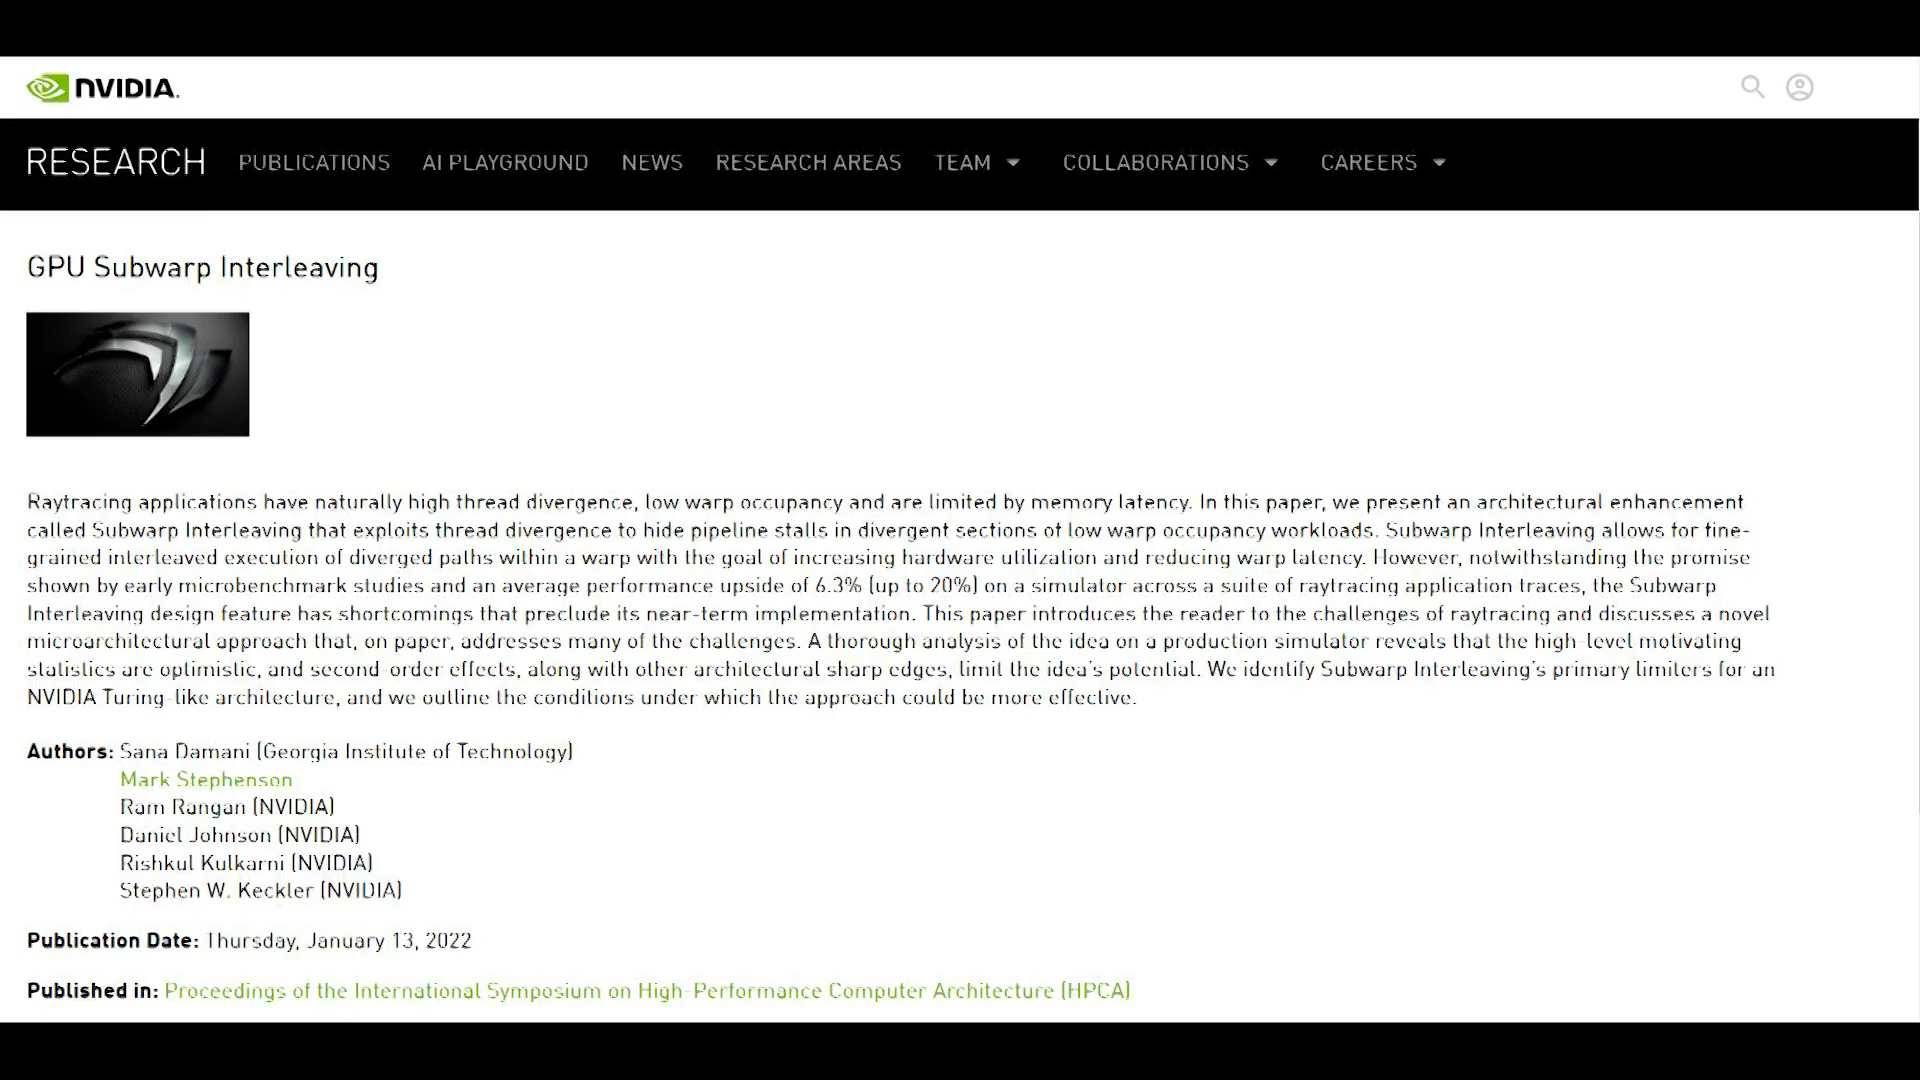 NVIDIA.
RESEARCH PUBLICATIONS AI PLAYGROUND NEWS RESEARCH AREAS TEAM COLLABORATIONS CAREERS
GPU Subwarp Interleaving
Raytracing applications have naturally high thread divergence, low warp occupancy and are limited by memory latency. In this paper, we present an architectural enhancement
called Subwarp Interleaving that exploits thread divergence to hide pipeline stalls in divergent sections of low warp occupancy workloads. Subwarp Interleaving allows for fine-
grained interleaved execution of diverged paths within a warp with the goal of increasing hardware utilization and reducing warp latency. However, notwithstanding the promise
shown by early microbenchmark studies and an average performance upside of 6.3% (up to 20%) on a simulator across a suite of raytracing application traces, the Subwarp
Interleaving design feature has shortcomings that preclude its near-term implementation. This paper introduces the reader to the challenges of raytracing and discusses a novel
microarchitectural approach that, on paper, addresses many of the challenges. A thorough analysis of the idea on a production simulator reveals that the high-level motivating
statistics are optimistic, and second-order effects, along with other architectural sharp edges, limit the idea's potential. We identify Subwarp Interleaving's primary limiters for an
NVIDIA Turing-like architecture, and we outline the conditions under which the approach could be more effective.
Authors: Sana Damani (Georgia Institute of Technology)
Mark Stephenson
Ram Rangan (NVIDIA)
Daniel Johnson (NVIDIA)
Rishkul Kulkarni (NVIDIA)
Stephen W. Keckler (NVIDIA)
Publication Date: Thursday, January 13, 2022
Published in: Proceedings of the International Symposium on High-Performance Computer Architecture (HPCA)